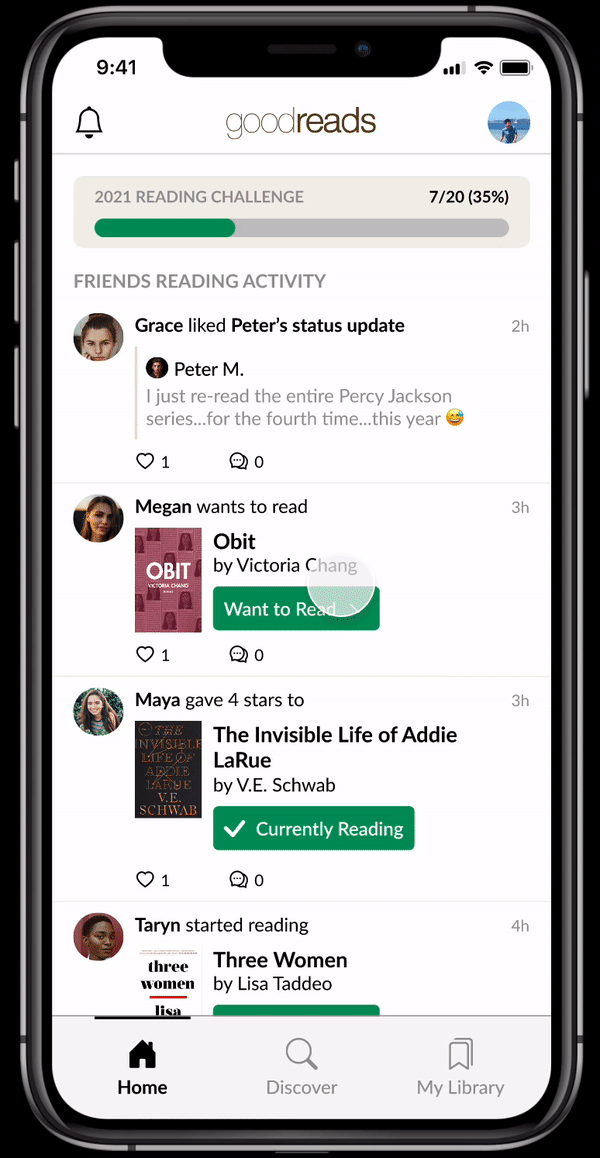 9:41
goodreads
2021 READING CHALLENGE 7/20 (35%)
FRIENDS READING ACTIVITY
Grace liked Peter’s status update 2h
Peter M.
I just re-read the entire Percy Jackson
series...for the fourth time...this year 😅
1 0
Megan wants to read 3h
OBIT
VICTORIA CHANG
Obit
by Victoria Chang
Want to Read
1 0
Maya gave 4 stars to 3h
THE
INVISIBLE
LIFE OF
ADDIE
LARUE
V.E.
SCHWAB
The Invisible Life of Addie
LaRue
by V.E. Schwab
Currently Reading
1 0
Taryn started reading 4h
three
women
lisa
Three Women
by Lisa Taddeo
Home Discover My Library